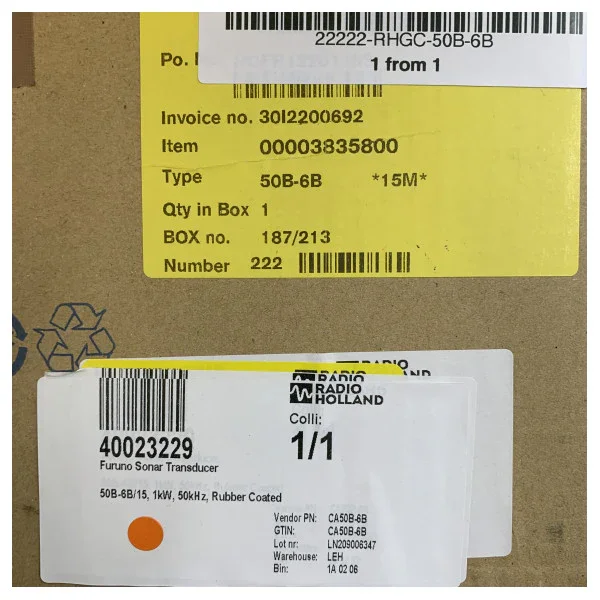 22222-RHGC-50B-6B
1 from 1
Po.
Invoice no. 30I2200692
Item 00003835800
Type 50B-6B *15M*
Qty in Box 1
BOX no. 187/213
Number 222
RADIO HOLLAND
RADIO
RADIO
HOLLAND
Colli:
1/1
40023229
Furuno Sonar Transducer
50B-6B/15, 1kW, 50kHz, Rubber Coated
Vendor PN: CA50B-6B
GTIN: CA50B-6B
Lot nr: LN209006347
Warehouse: LEH
Bin: 1A 02 06